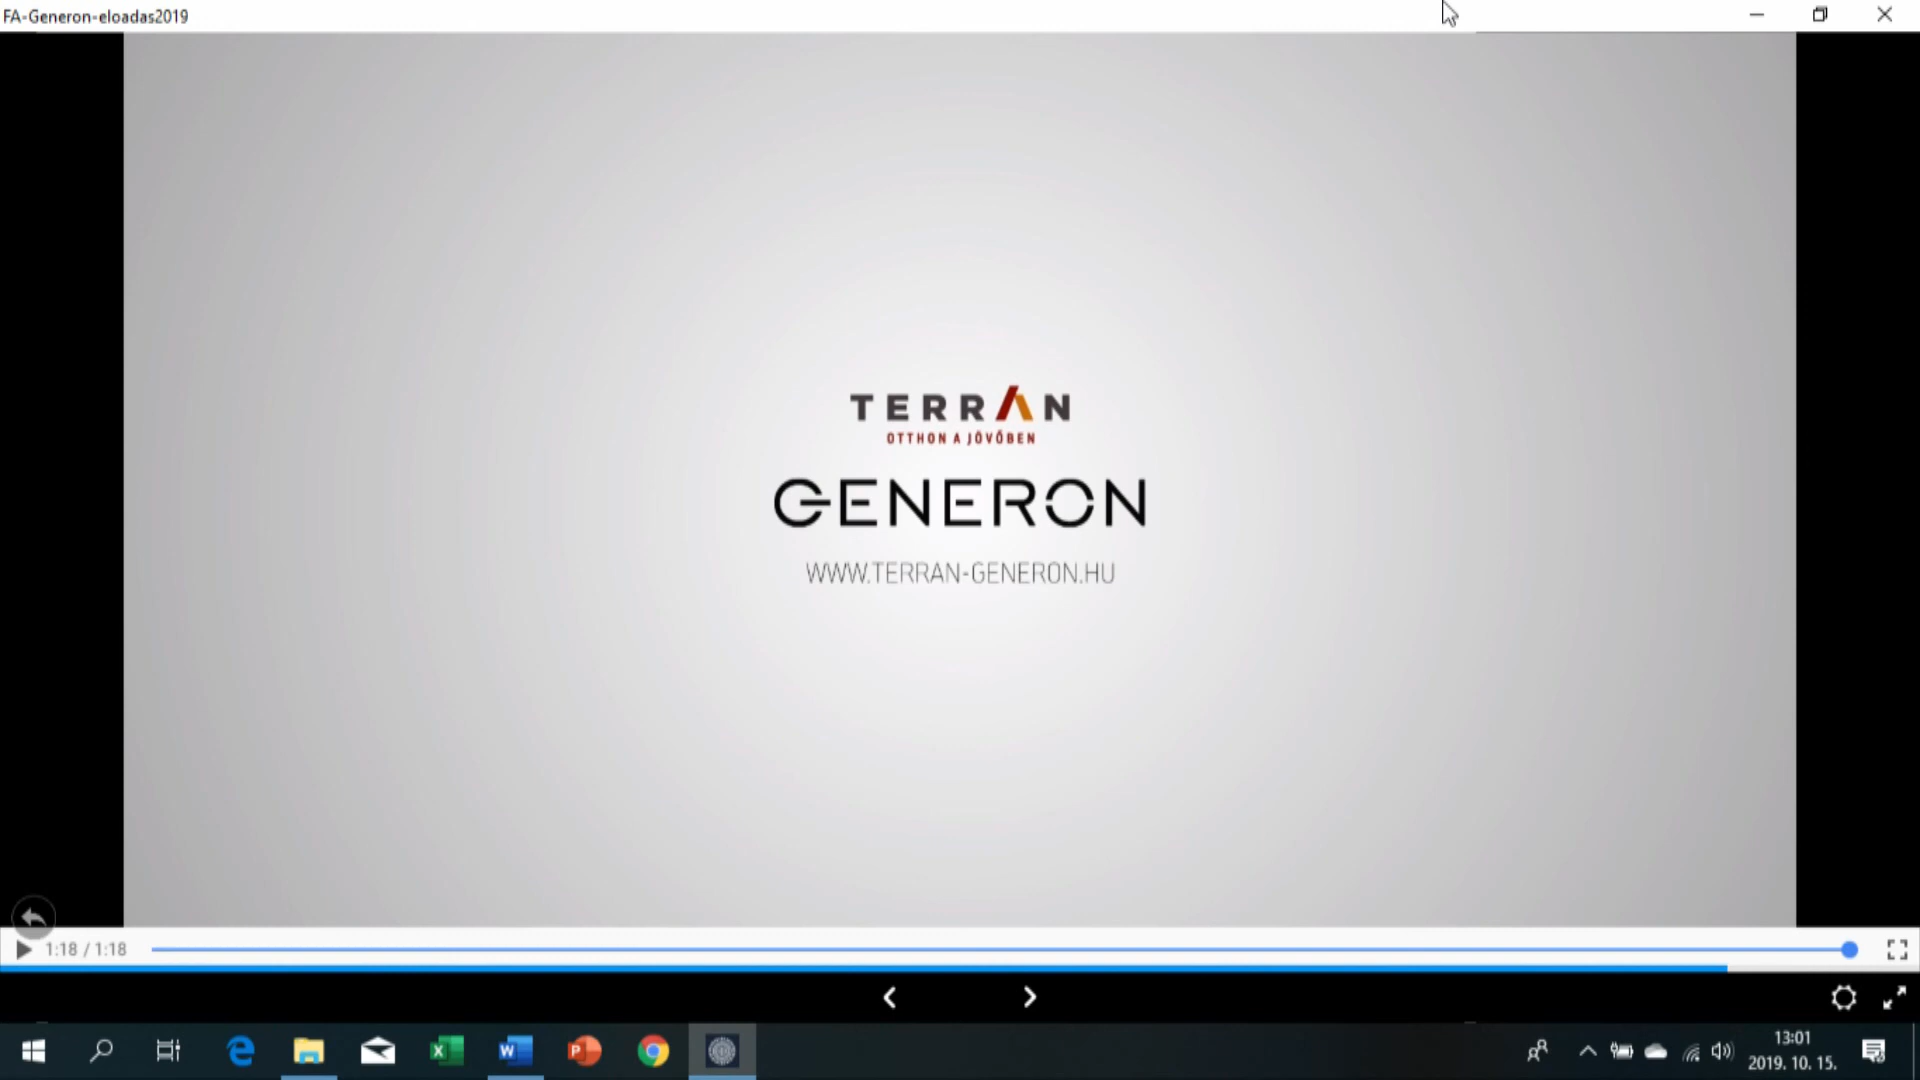 FA-Generon-eloadas2019
TERRÁN
OTTHON A JÖVŐBEN
GENERON
WWW.TERRAN-GENERON.HU
1:18 / 1:18
13:01
2019. 10. 15.